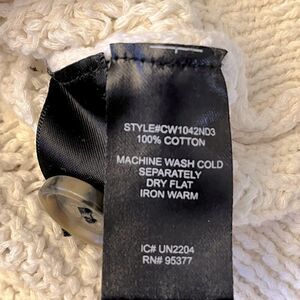 STYLE#CW1042ND3
100% COTTON
MACHINE WASH COLD
SEPARATELY
DRY FLAT
IRON WARM
IC# UN2204
RN# 95377